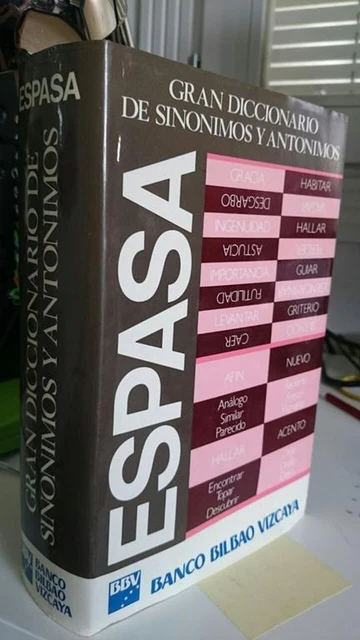 ESPASA
GRAN DICCIONARIO DE
SINONIMOS Y ANTONIMOS
BBV
BANCO
BILBAO
VIZCAYA
GRAN DICCIONARIO
DE SINONIMOS Y ANTONIMOS
ESPASA
GRACIA
HABITAR
DESGARBO
INGENUIDAD
HALLAR
ASTUCIA
IMPORTANCIA
GUIAR
FUTILIDAD
LEVANTAR
GRITERIO
CAER
AFIN
NUEVO
Análogo
Similar
Parecido
ACENTO
HALLAR
Encontrar
Topar
Descubrir
BBV
BANCO BILBAO VIZCAYA